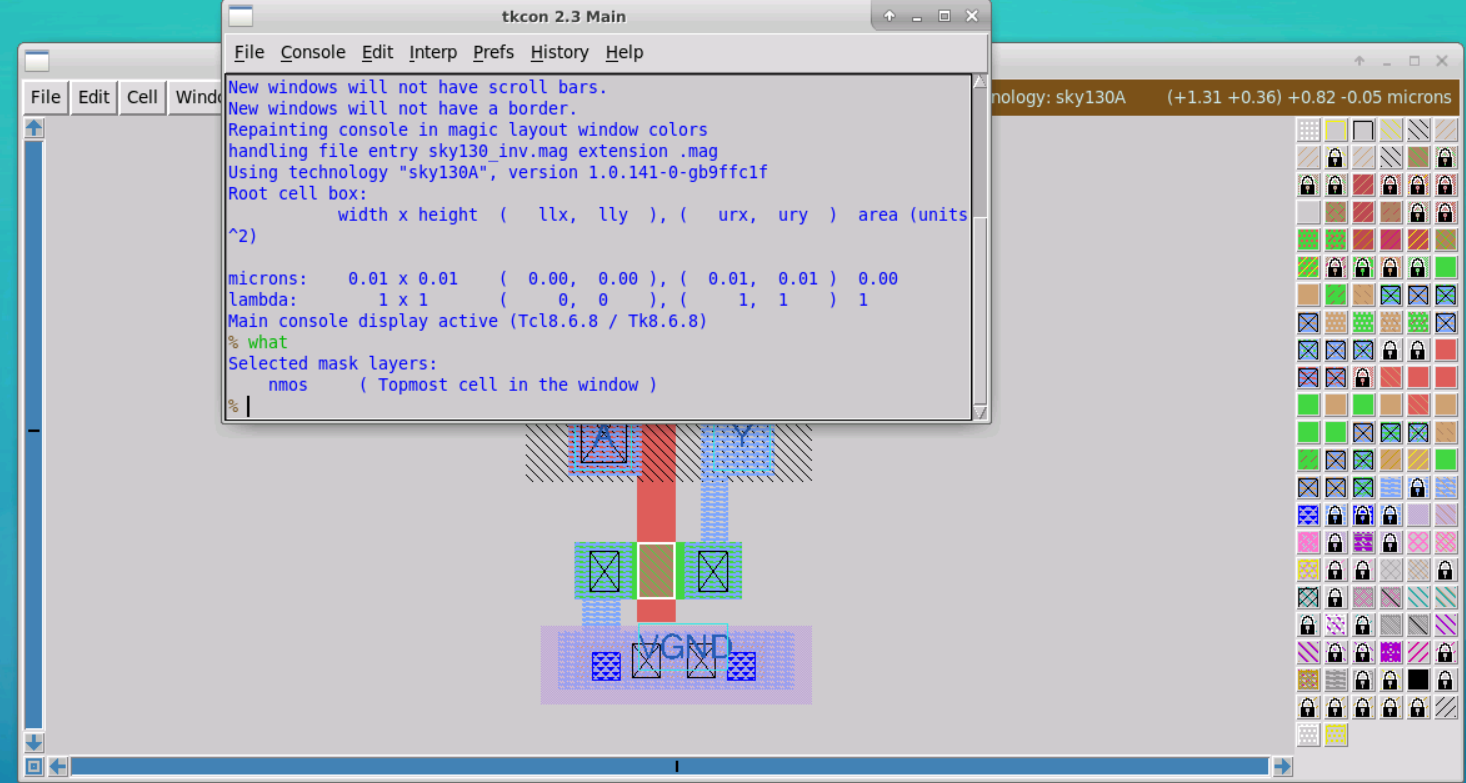 tkcon 2.3 Main
File Console Edit Interp Prefs History Help
File Edit Cell
nology: sky130A (+1.31 +0.36) +0.82 -0.05 microns
New windows will not have scroll bars.
New windows will not have a border.
Repainting console in magic layout window colors
handling file entry sky130_inv.mag extension .mag
Using technology "sky130A", version 1.0.141-0-gb9ffc1f
Root cell box:
width x height ( llx, lly ), ( urx, ury ) area (units
^2)
microns: 0.01 x 0.01 ( 0.00, 0.00 ), ( 0.01, 0.01 ) 0.00
lambda: 1 x 1 ( 0, 0 ), ( 1, 1 ) 1
Main console display active (Tcl8.6.8 / Tk8.6.8)
% what
Selected mask layers:
nmos ( Topmost cell in the window )
%
A Y
VGND